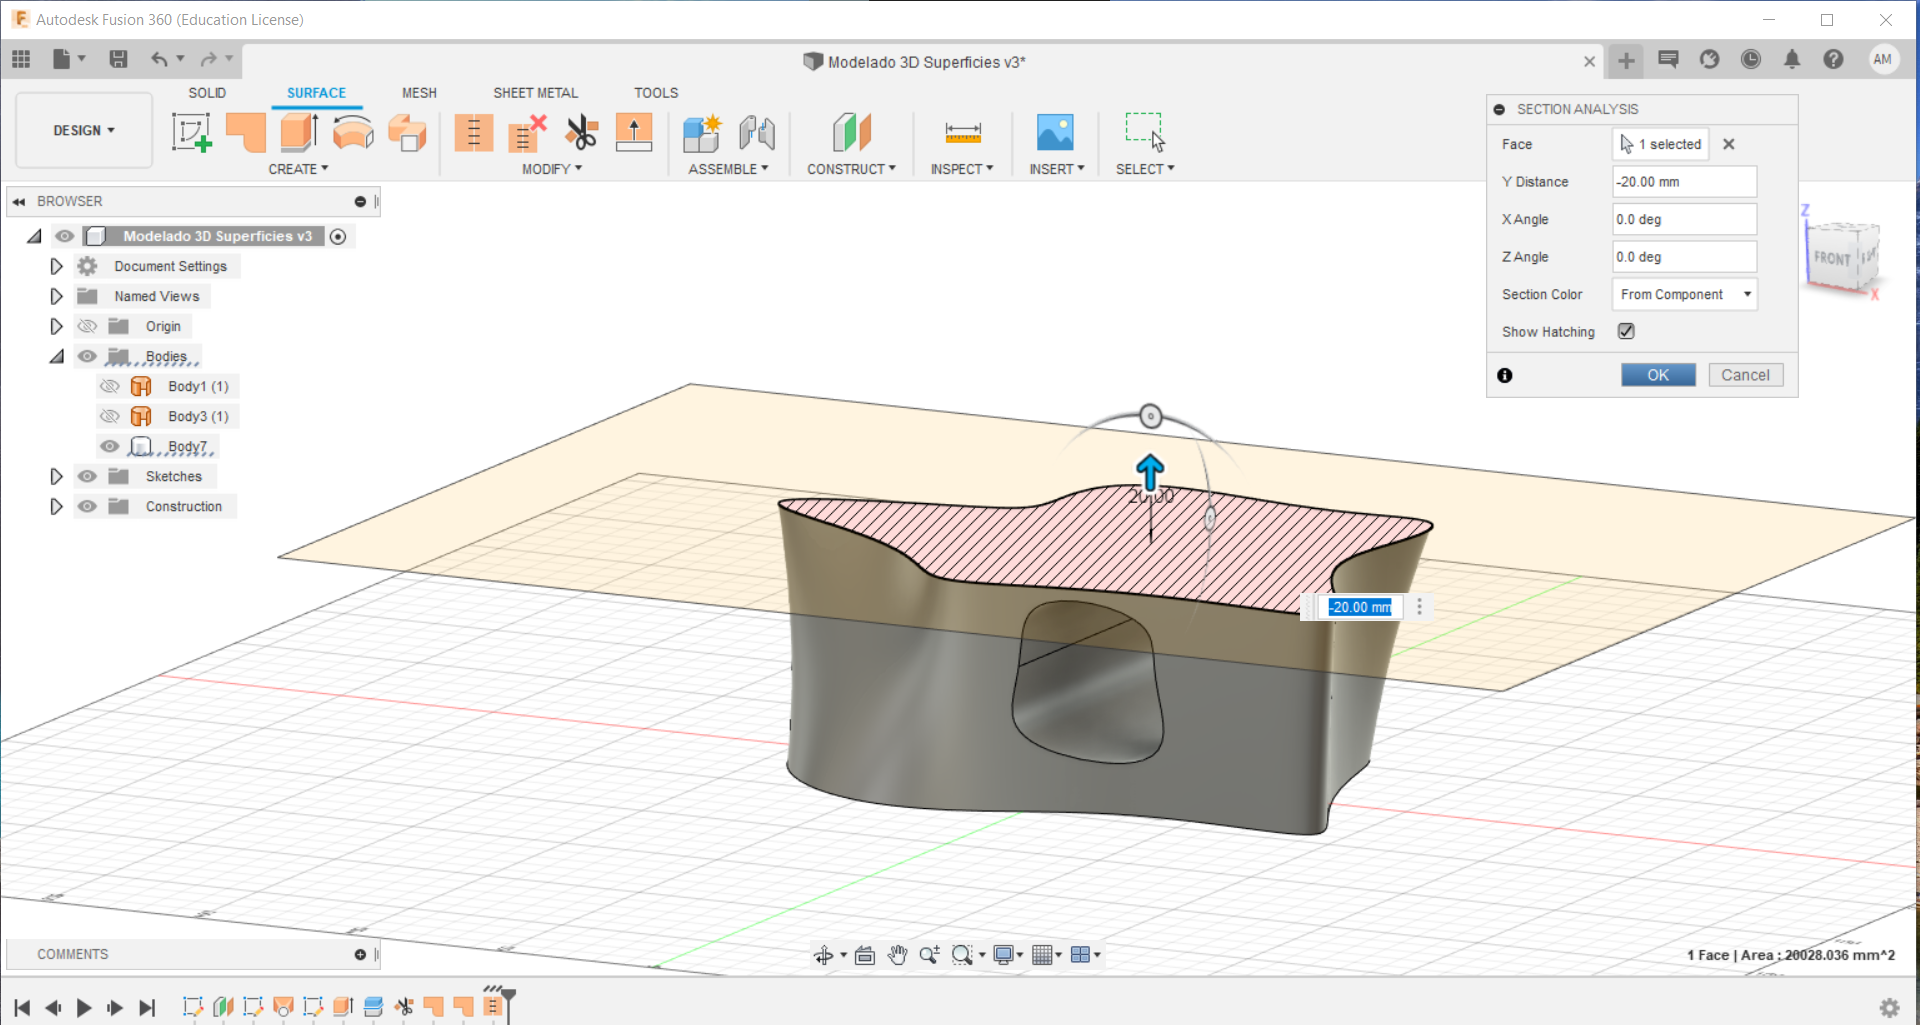 Autodesk Fusion 360 (Education License)
Modelado 3D Superficies v3*
AM
SOLID
SURFACE
MESH
SHEET METAL
TOOLS
DESIGN
CREATE
MODIFY
ASSEMBLE
CONSTRUCT
INSPECT
INSERT
SELECT
BROWSER
Modelado 3D Superficies v3
Document Settings
Named Views
Origin
Bodies
Body1 (1)
Body3 (1)
Body7
Sketches
Construction
SECTION ANALYSIS
Face
1 selected
Y Distance
-20.00 mm
X Angle
0.0 deg
Z Angle
0.0 deg
Section Color
From Component
Show Hatching
OK
Cancel
Z
FRONT
X
20.00
-20.00 mm
COMMENTS
1 Face | Area : 20028.036 mm^2